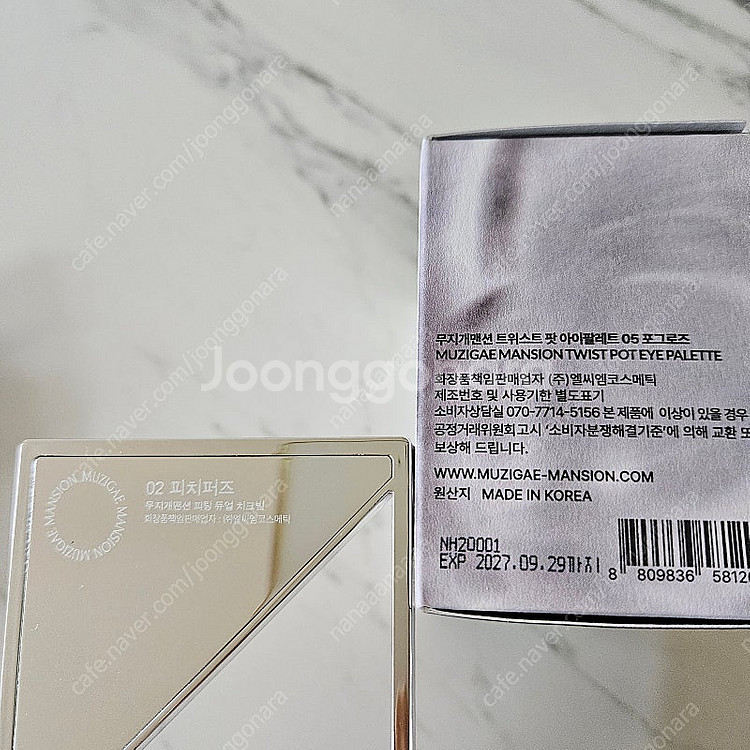 무지개맨션 트위스트 팟 아이팔레트 05 포그로즈
MUZIGAE MANSION TWIST POT EYE PALETTE
화장품책임판매업자 (주)엘씨엠코스메틱
제조번호 및 사용기한 별도표기
소비자상담실 070-7714-5156 본 제품에 이상이 있을 경우
공정거래위원회 고시 '소비자분쟁해결기준'에 의해 교환 또
보상해 드립니다.
WWW.MUZIGAE-MANSION.COM
원산지 MADE IN KOREA
NH20001
EXP 2027.09.29까지
8 809836 58120
MUZIGAE MANSION MUZIGAE MANSION
02 피치퍼즈
무지개맨션 피팅 듀얼 치크밤
화장품책임판매업자 : (주)엘씨엠코스메틱
Joonggonara
cafe.naver.com/joonggonara
nanaaanaaaa